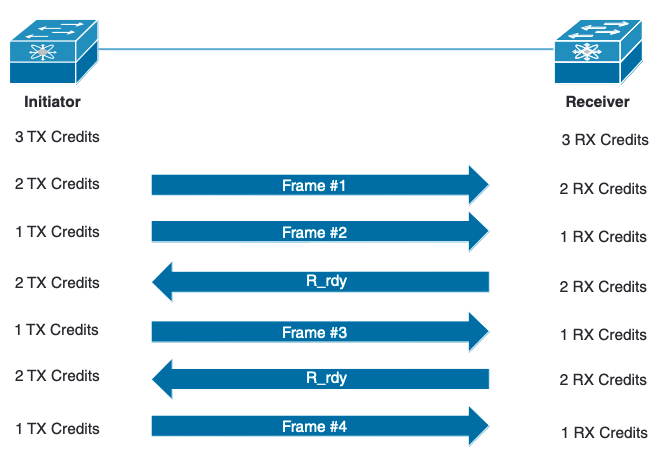 Initiator Receiver
3 TX Credits 3 RX Credits
2 TX Credits Frame #1 2 RX Credits
1 TX Credits Frame #2 1 RX Credits
2 TX Credits R_rdy 2 RX Credits
1 TX Credits Frame #3 1 RX Credits
2 TX Credits R_rdy 2 RX Credits
1 TX Credits Frame #4 1 RX Credits